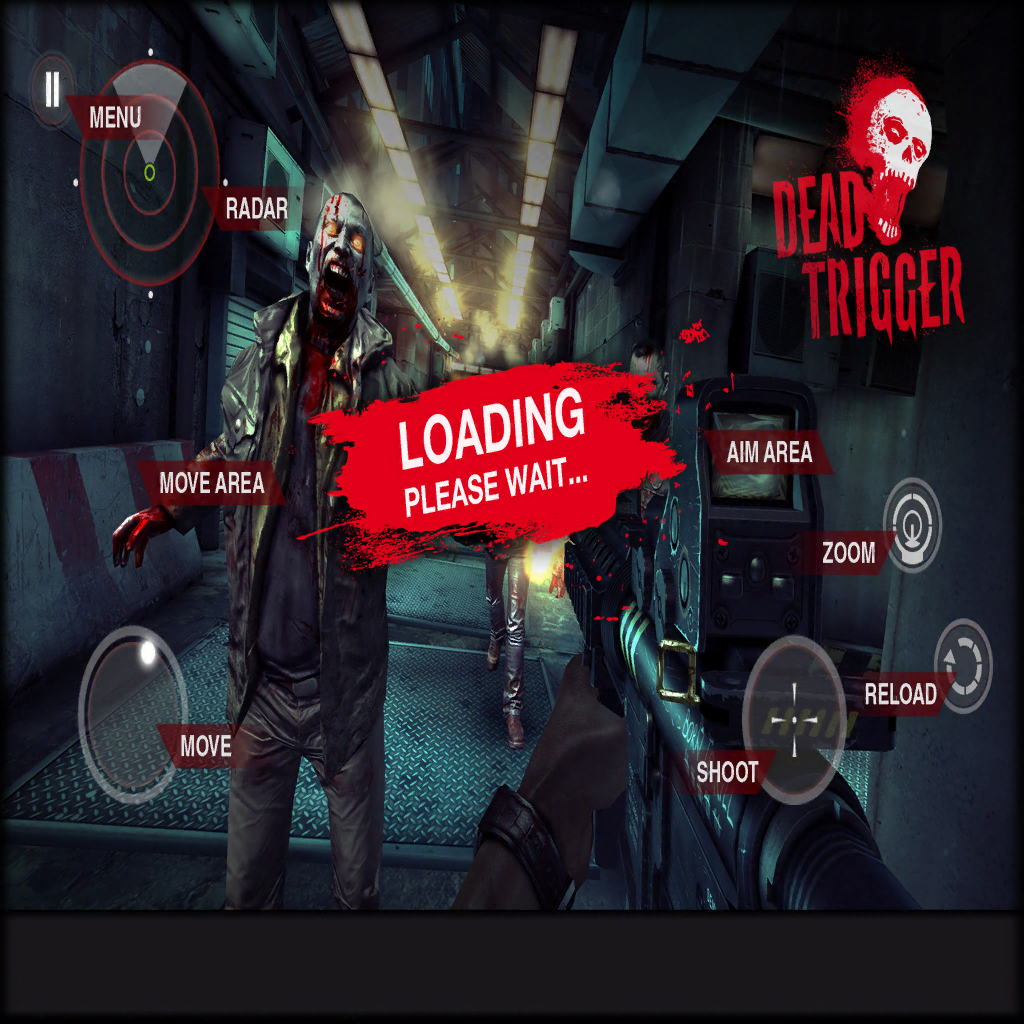 MENU
RADAR
DEAD
TRIGGER
LOADING
PLEASE WAIT...
AIM AREA
MOVE AREA
ZOOM
RELOAD
MOVE
SHOOT